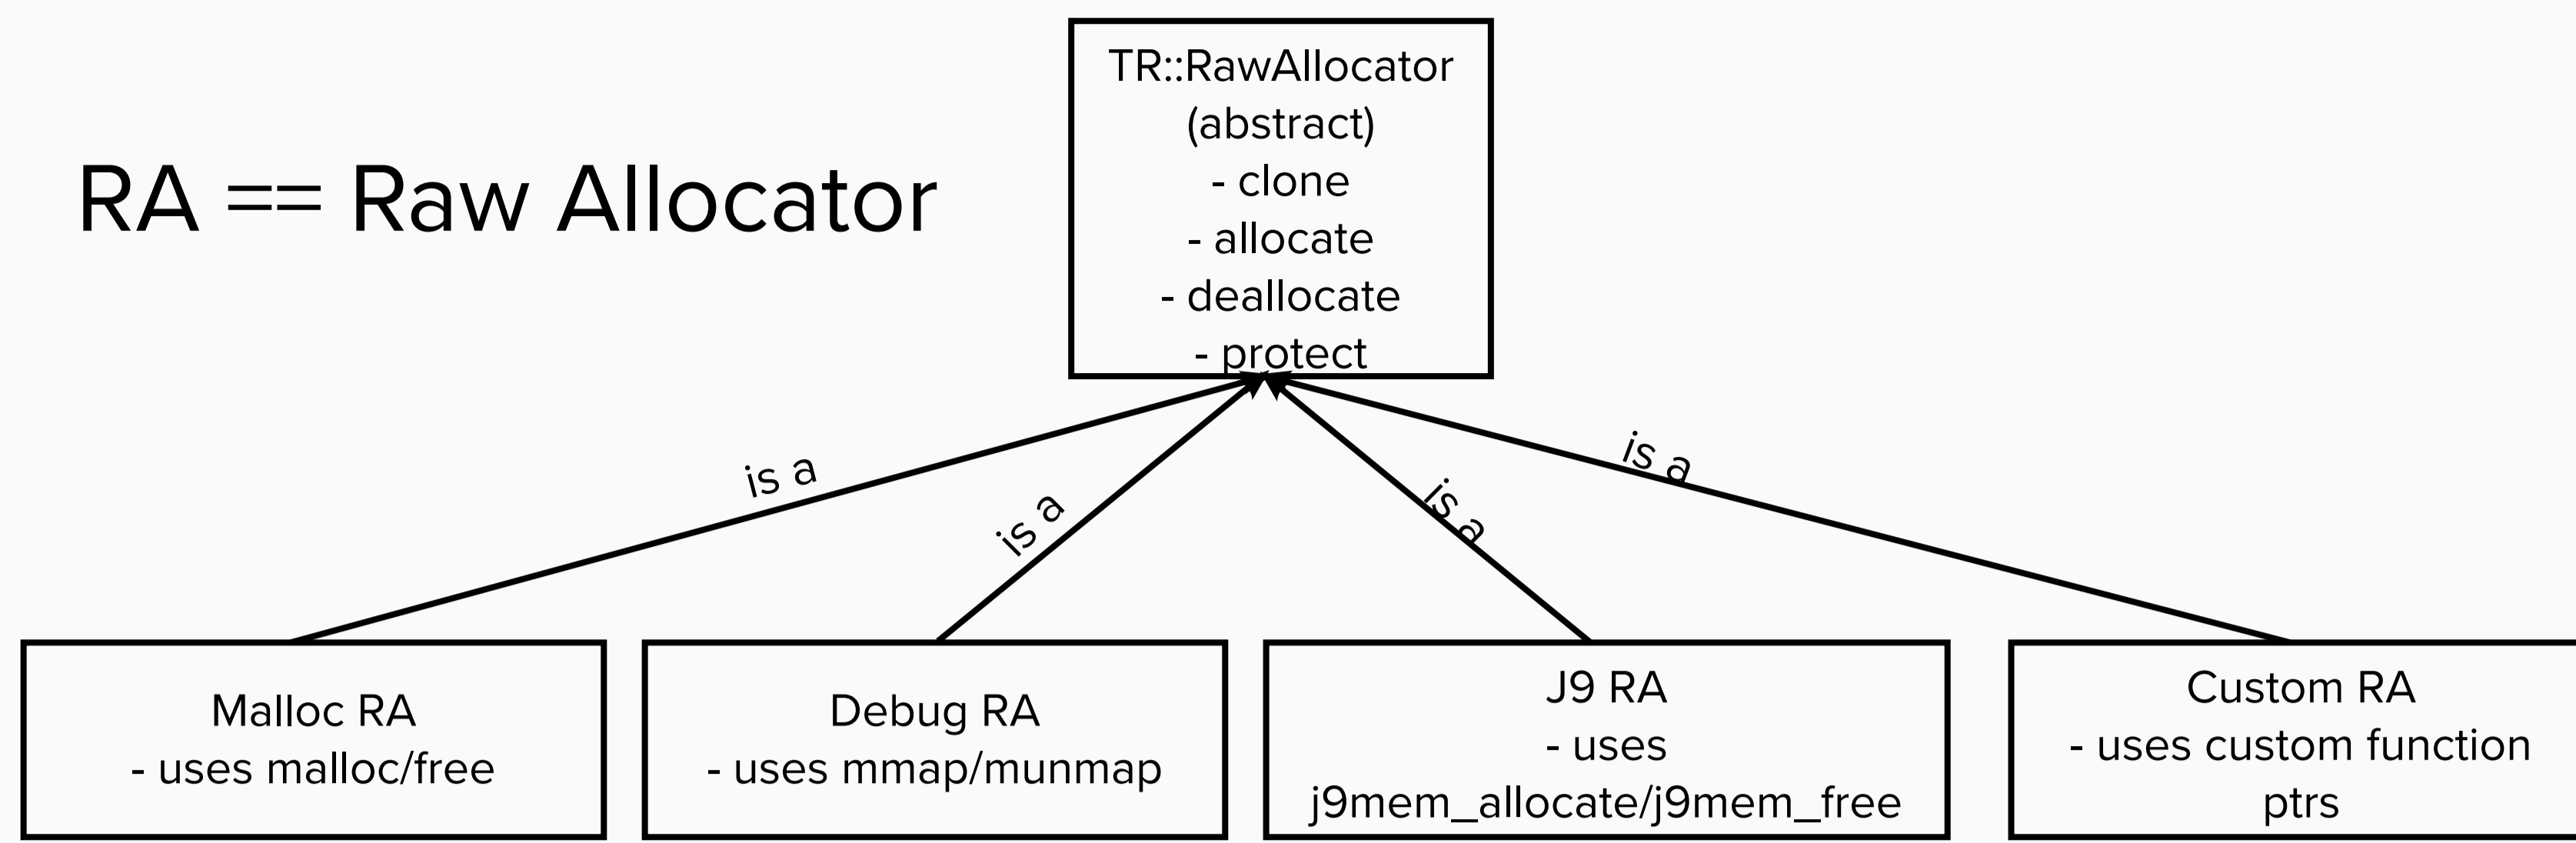 TR::RawAllocator
(abstract)
- clone
- allocate
- deallocate
- protect
RA == Raw Allocator
is a
is a
is a
is a
Malloc RA
- uses malloc/free
Debug RA
- uses mmap/munmap
J9 RA
- uses
j9mem_allocate/j9mem_free
Custom RA
- uses custom function
ptrs